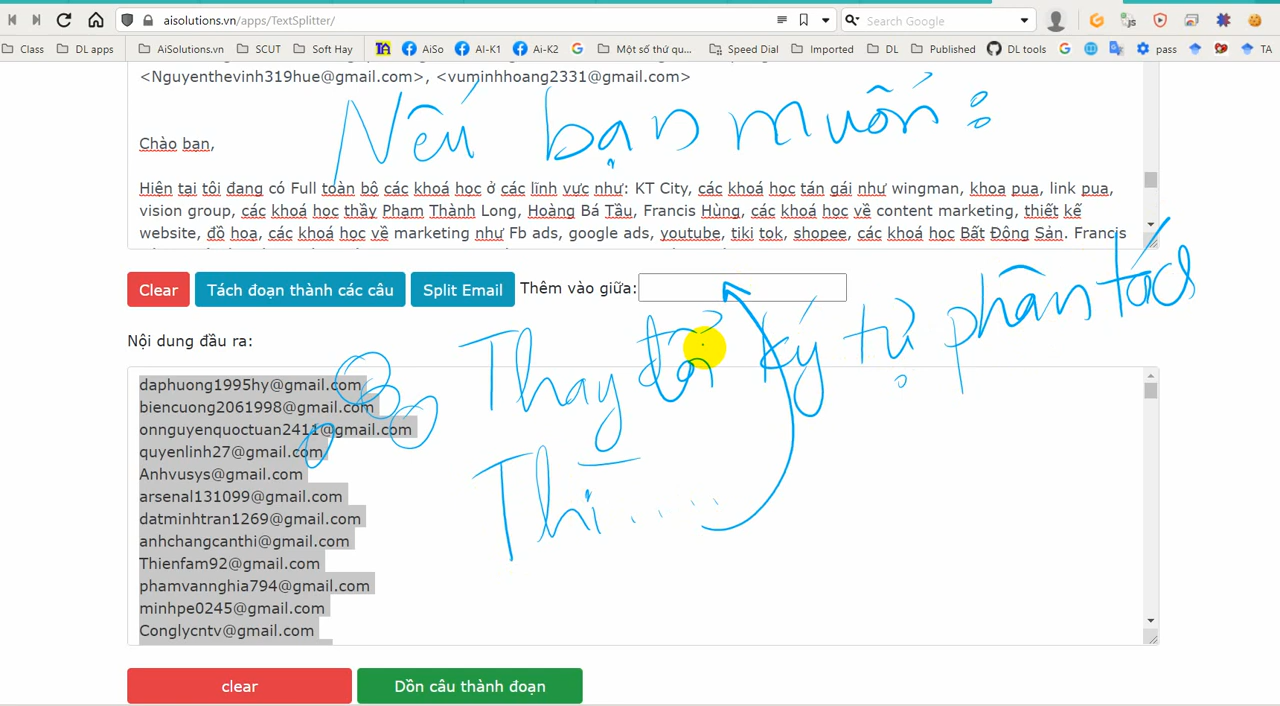 aisolutions.vn/apps/TextSplitter/
Search Google
Class DL apps AiSolutions.vn SCUT Soft Hay TA AiSo AI-K1 Ai-K2 Một số thứ qu... Speed Dial Imported DL Published DL tools pass TA
<Nguyenthevinh319hue@gmail.com>, <vuminhhoang2331@gmail.com>
Nếu bạn muốn :
Chào bạn,
Hiện tại tôi đang có Full toàn bộ các khoá học ở các lĩnh vực như: KT City, các khoá học tán gái như wingman, khoa pua, link pua,
vision group, các khoá học thầy Phạm Thành Long, Hoàng Bá Tầu, Francis Hùng, các khoá học về content marketing, thiết kế
website, đồ hoạ, các khoá học về marketing như Fb ads, google ads, youtube, tiki tok, shopee, các khoá học Bất Động Sản. Francis
Clear Tách đoạn thành các câu Split Email Thêm vào giữa:
Thay đổi ký tự phân tách
Thì .....
Nội dung đầu ra:
daphuong1995hy@gmail.com
biencuong2061998@gmail.com
onnguyenquoctuan2411@gmail.com
quyenlinh27@gmail.com
Anhvusys@gmail.com
arsenal131099@gmail.com
datminhtran1269@gmail.com
anhchangcanthi@gmail.com
Thienfam92@gmail.com
phamvannghia794@gmail.com
minhpe0245@gmail.com
Conglycntv@gmail.com
clear Dồn câu thành đoạn